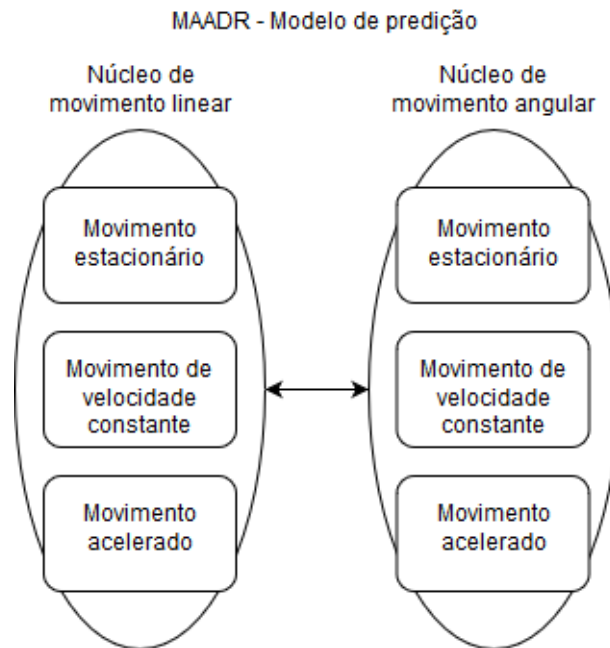 MAADR - Modelo de predição
Núcleo de
movimento linear
Movimento
estacionário
Movimento de
velocidade
constante
Movimento
acelerado
Núcleo de
movimento angular
Movimento
estacionário
Movimento de
velocidade
constante
Movimento
acelerado